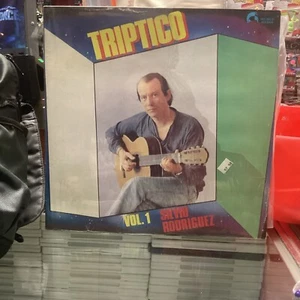 TRIPTICO
VOL. 1
SILVIO
RODRIGUEZ